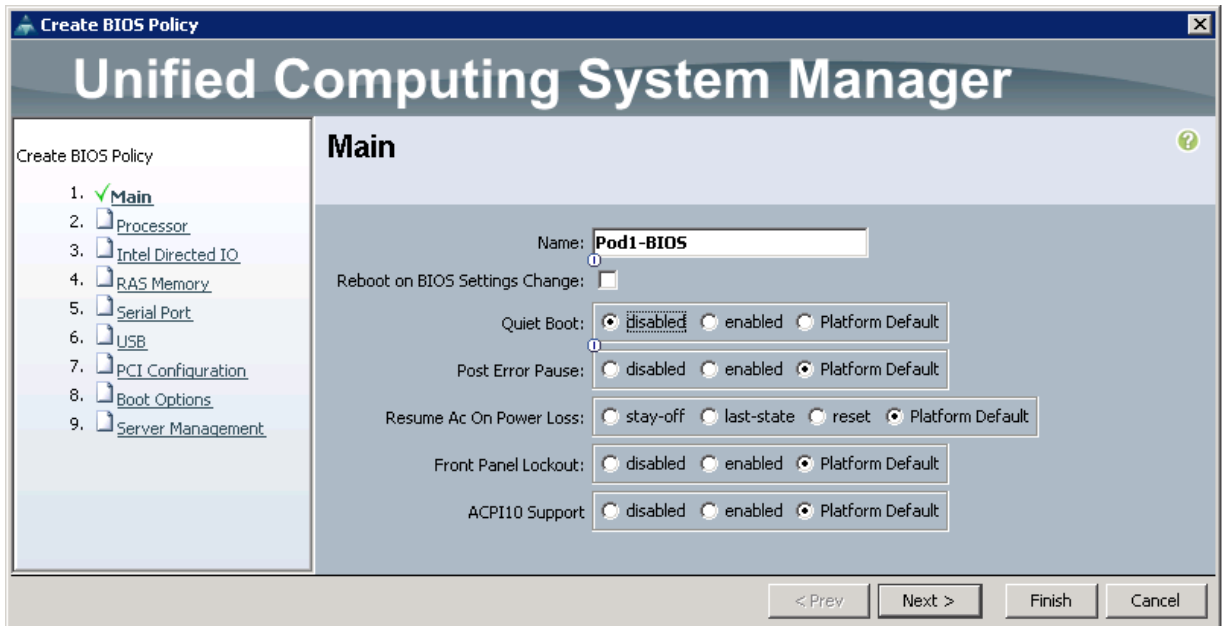 Create BIOS Policy
Unified Computing System Manager
Create BIOS Policy
1. Main
2. Processor
3. Intel Directed IO
4. RAS Memory
5. Serial Port
6. USB
7. PCI Configuration
8. Boot Options
9. Server Management
Main
Name: Pod1-BIOS
Reboot on BIOS Settings Change:
Quiet Boot: disabled enabled Platform Default
Post Error Pause: disabled enabled Platform Default
Resume Ac On Power Loss: stay-off last-state reset Platform Default
Front Panel Lockout: disabled enabled Platform Default
ACPI10 Support disabled enabled Platform Default
< Prev Next > Finish Cancel